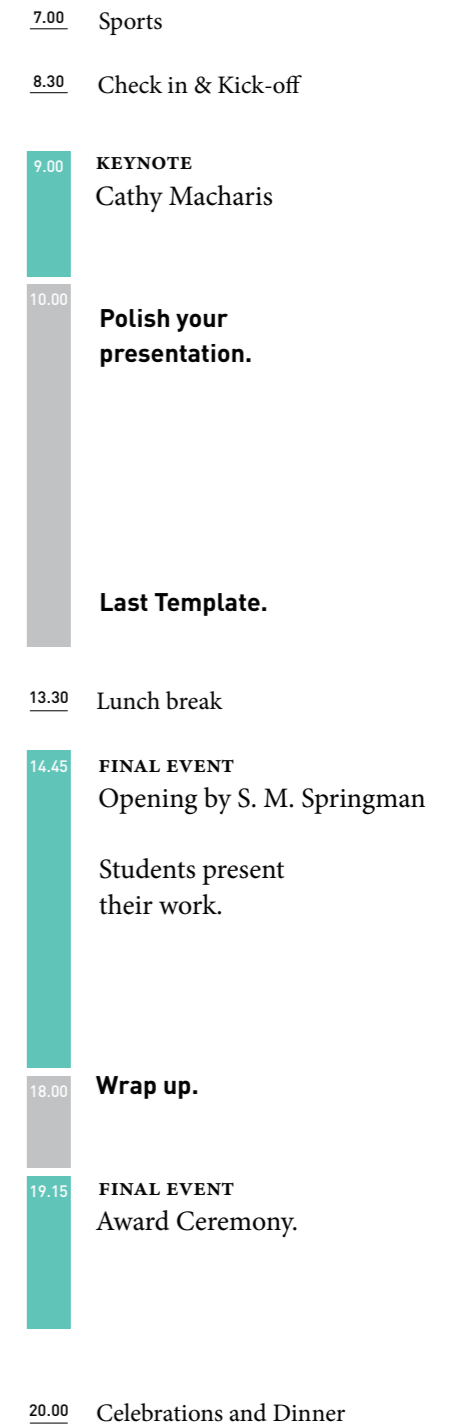 7.00 Sports
8.30 Check in & Kick-off
9.00 KEYNOTE
Cathy Macharis
10.00
Polish your
presentation.
Last Template.
13.30 Lunch break
14.45 FINAL EVENT
Opening by S. M. Springman
Students present
their work.
18.00 Wrap up.
19.15 FINAL EVENT
Award Ceremony.
20.00 Celebrations and Dinner